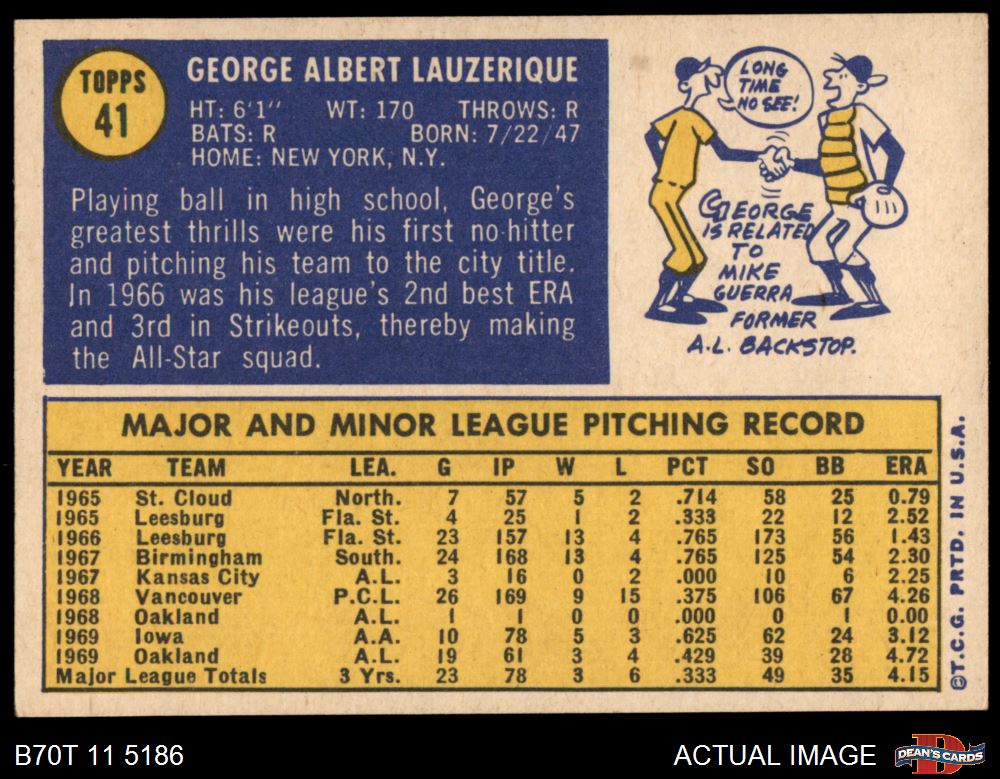 TOPPS
41
GEORGE ALBERT LAUZERIQUE
HT: 6'1" WT: 170 THROWS: R
BATS: R BORN: 7/22/47
HOME: NEW YORK, N.Y.
Playing ball in high school, George's
greatest thrills were his first no-hitter
and pitching his team to the city title.
In 1966 was his league's 2nd best ERA
and 3rd in Strikeouts, thereby making
the All-Star squad.
LONG
TIME
NO SEE!
GEORGE
IS RELATED
TO
MIKE
GUERRA
FORMER
A.L. BACKSTOP.
MAJOR AND MINOR LEAGUE PITCHING RECORD
YEAR TEAM LEA. G IP W L PCT SO BB ERA
1965 St. Cloud North. 7 57 5 2 .714 58 25 0.79
1965 Leesburg Fla. St. 4 25 1 2 .333 22 12 2.52
1966 Leesburg Fla. St. 23 157 13 4 .765 173 56 1.43
1967 Birmingham South. 24 168 13 4 .765 125 54 2.30
1967 Kansas City A.L. 3 16 0 2 .000 10 6 2.25
1968 Vancouver P.C.L. 26 169 9 15 .375 106 67 4.26
1968 Oakland A.L. 1 1 0 0 .000 0 1 0.00
1969 Iowa A.A. 10 78 5 3 .625 62 24 3.12
1969 Oakland A.L. 19 61 3 4 .429 39 28 4.72
Major League Totals 3 Yrs. 23 78 3 6 .333 49 35 4.15
©T.C.G. PRTD. IN U.S.A.
B70T 11 5186
ACTUAL IMAGE
DEAN'S CARDS